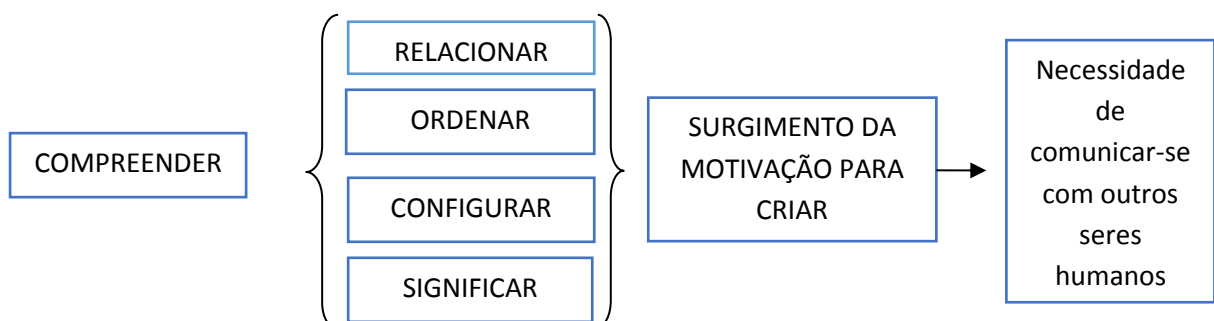 COMPREENDER
RELACIONAR
ORDENAR
CONFIGURAR
SIGNIFICAR
SURGIMENTO DA
MOTIVAÇÃO PARA
CRIAR
Necessidade
de
comunicar-se
com outros
seres
humanos